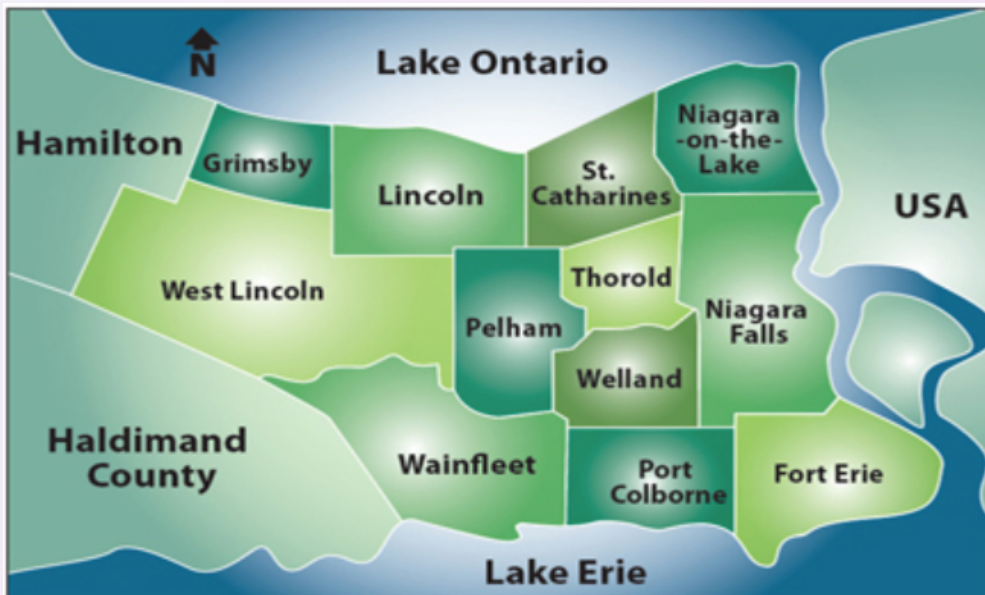 N
Lake Ontario
Hamilton
Grimsby
Lincoln
St.
Catharines
Niagara
-on-the-
Lake
USA
West Lincoln
Thorold
Pelham
Niagara
Falls
Welland
Haldimand
County
Wainfleet
Port
Colborne
Fort Erie
Lake Erie